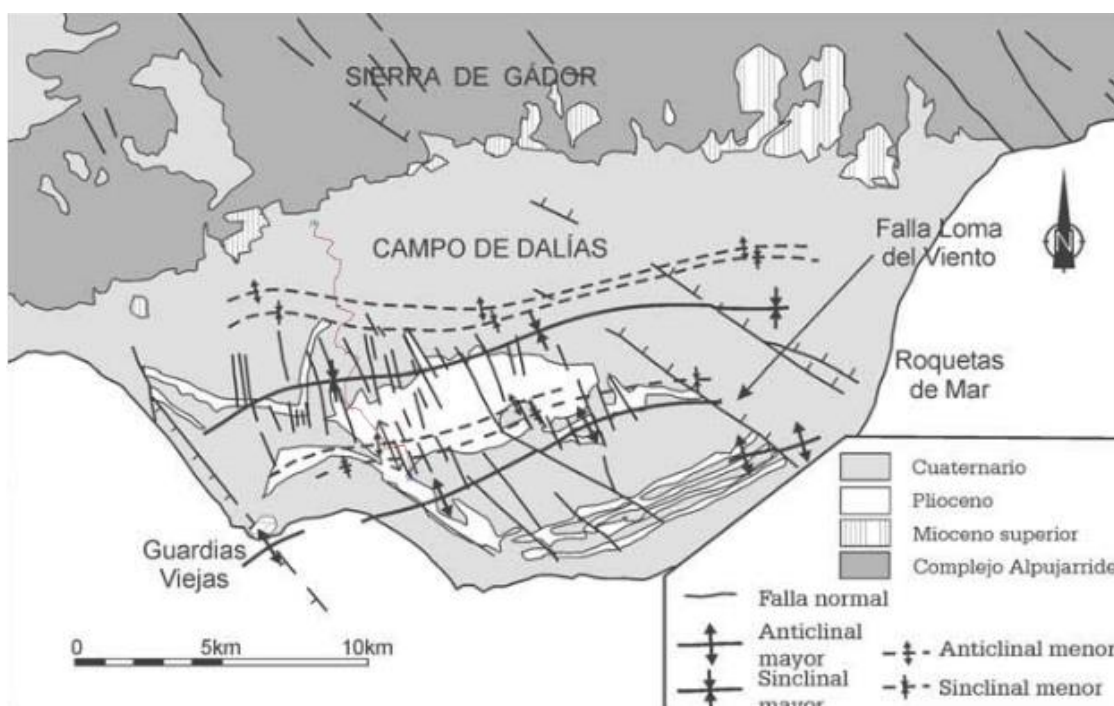 SIERRA DE GÁDOR
CAMPO DE DALÍAS
Falla Loma
del Viento
N
Roquetas
de Mar
Guardias
Viejas
0 5km 10km
Cuaternario
Plioceno
Mioceno superior
Complejo Alpujarride
Falla normal
Anticlinal
mayor
Sinclinal
mayor
Anticlinal menor
Sinclinal menor